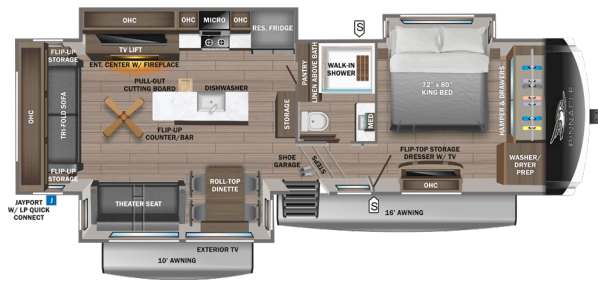 OHC
MICRO
OHC
RES. FRIDGE
S
FLIP-UP
STORAGE
TV LIFT
ENT. CENTER W/ FIREPLACE
PULL-OUT
CUTTING BOARD
DISHWASHER
PANTRY
LINEN ABOVE BATH
WALK-IN
SHOWER
72" x 80"
KING BED
HAMPER & DRAWERS
PINNACLE
OHC
TRI-FOLD SOFA
STORAGE
MED
FLIP-UP
COUNTER/BAR
FLIP-TOP STORAGE
DRESSER W/ TV
WASHER/
DRYER
PREP
SHOE
GARAGE
STEPS
FLIP-UP
STORAGE
ROLL-TOP
DINETTE
OHC
JAYPORT
W/ LP QUICK
CONNECT
J
THEATER SEAT
S
16' AWNING
EXTERIOR TV
10' AWNING